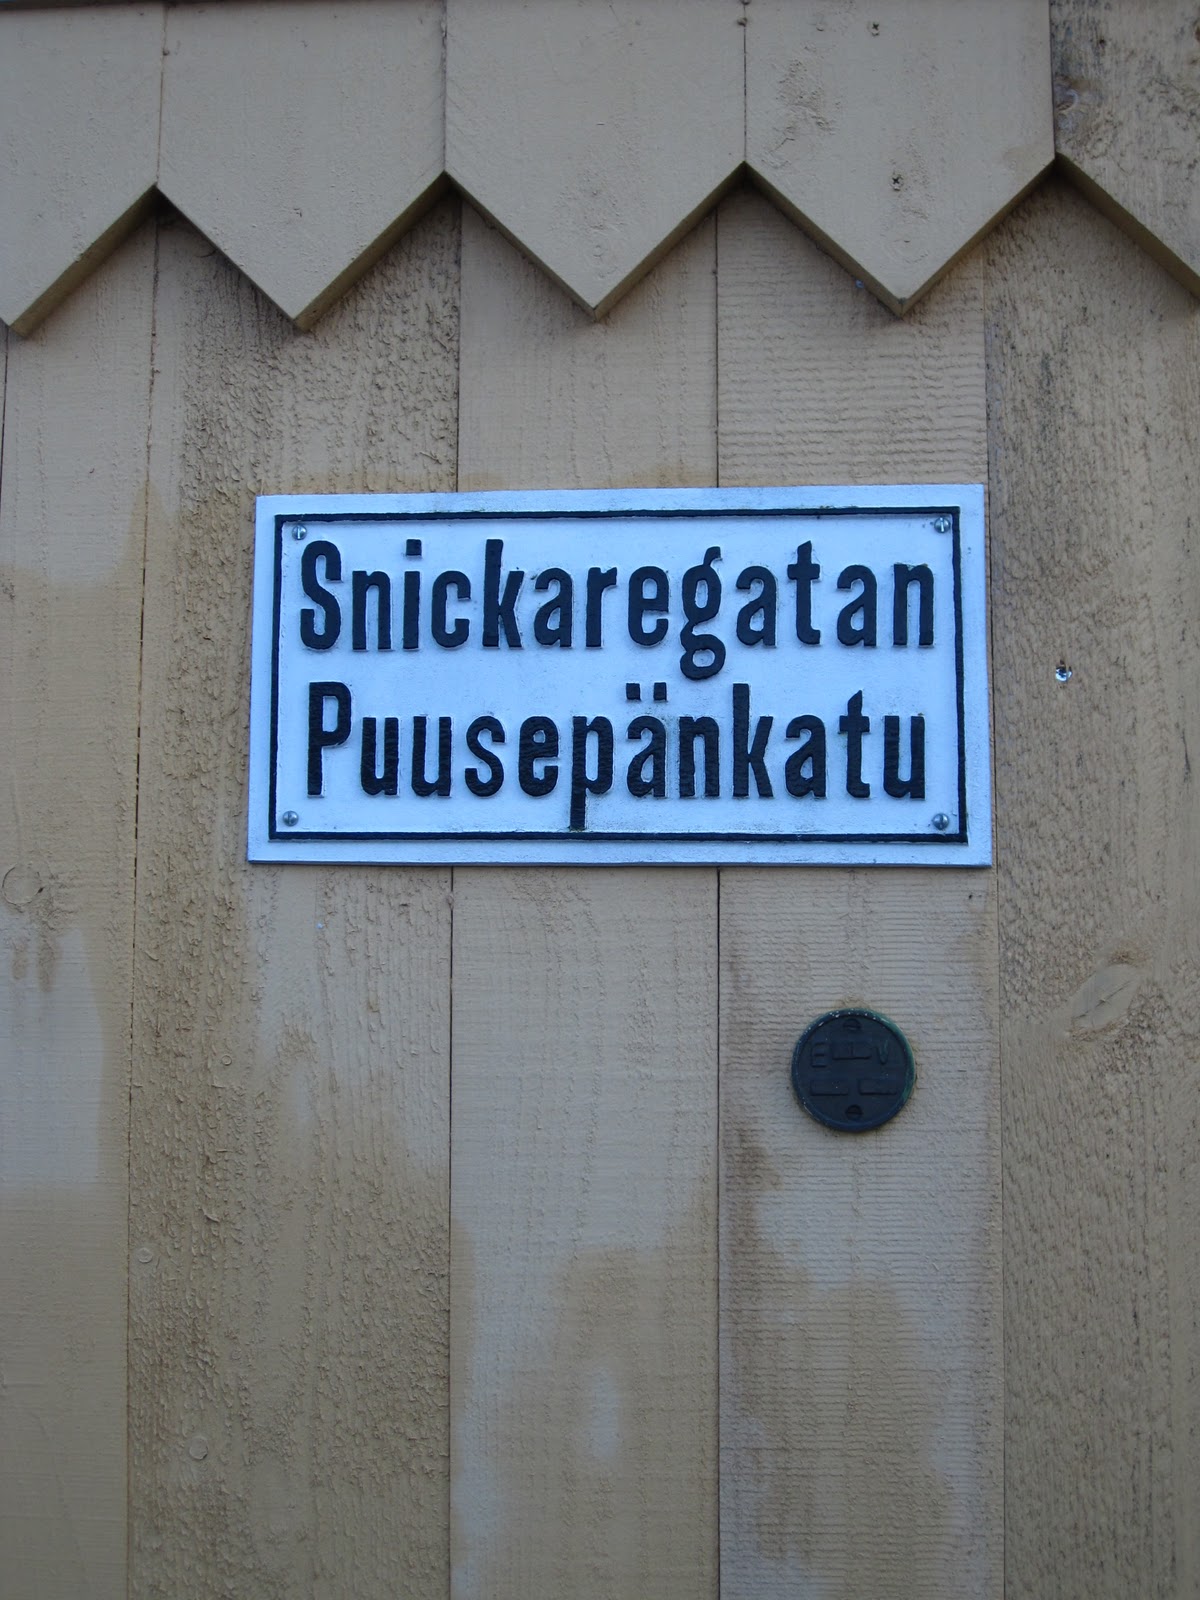 Snickaregatan
Puusepänkatu
E V